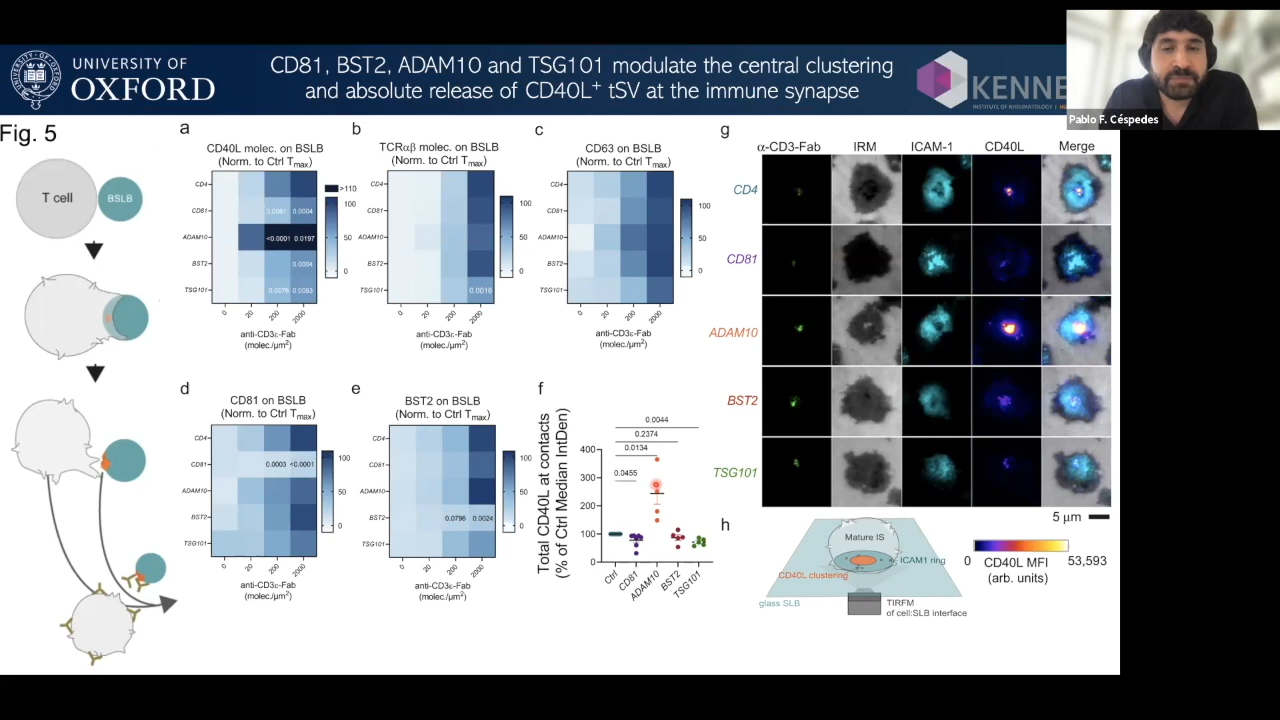 UNIVERSITY OF
OXFORD
CD81, BST2, ADAM10 and TSG101 modulate the central clustering
and absolute release of CD40L⁺ tSV at the immune synapse
KENNE
INSTITUTE OF RHEUMATOLOGY
Pablo F. Céspedes
Fig. 5
T cell
BSLB
a
CD40L molec. on BSLB
(Norm. to Ctrl Tmax)
CD4
CD81
ADAM10
BST2
TSG101
0.0004
<0.0001 0.0197
0.0004
0.0076 0.0083
>110
100
50
0
0
20
200
2000
anti-CD3ε-Fab
(molec./µm²)
b
TCRαβ molec. on BSLB
(Norm. to Ctrl Tmax)
CD4
CD81
ADAM10
BST2
TSG101
0.0016
100
50
0
0
20
200
2000
anti-CD3ε-Fab
(molec./µm²)
c
CD63 on BSLB
(Norm. to Ctrl Tmax)
CD4
CD81
ADAM10
BST2
TSG101
100
50
0
0
20
200
2000
anti-CD3ε-Fab
(molec./µm²)
d
CD81 on BSLB
(Norm. to Ctrl Tmax)
CD4
CD81
ADAM10
BST2
TSG101
0.0003 <0.0001
100
50
0
0
20
200
2000
anti-CD3ε-Fab
(molec./µm²)
e
BST2 on BSLB
(Norm. to Ctrl Tmax)
CD4
CD81
ADAM10
BST2
TSG101
0.0796 0.0024
100
50
0
0
20
200
2000
anti-CD3ε-Fab
(molec./µm²)
f
Total CD40L at contacts
(% of Ctrl Median IntDen)
400
300
200
100
0
0.0044
0.2374
0.0134
0.0455
Ctrl
CD81
ADAM10
BST2
TSG101
g
α-CD3-Fab
IRM
ICAM-1
CD40L
Merge
CD4
CD81
ADAM10
BST2
TSG101
5 µm
0
53,593
CD40L MFI
(arb. units)
h
Mature IS
ICAM1 ring
CD40L clustering
glass SLB
TIRFM
of cell:SLB interface